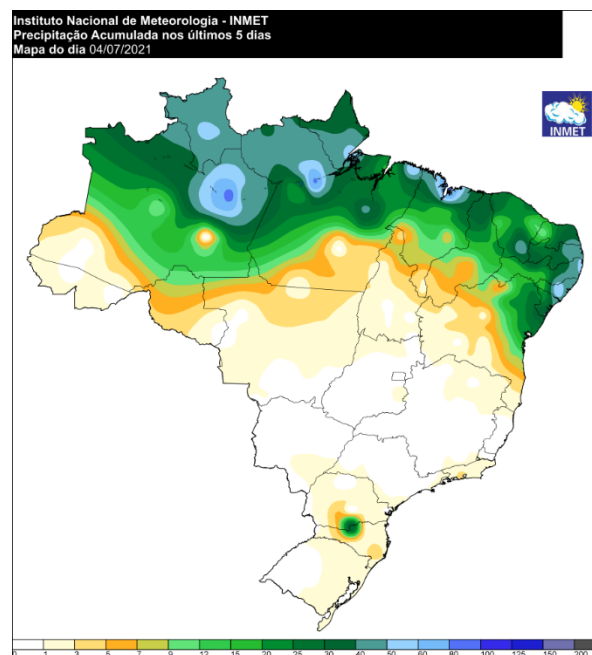 Instituto Nacional de Meteorologia - INMET
Precipitação Acumulada nos últimos 5 dias
Mapa do dia 04/07/2021
INMET
0 1 3 5 7 9 12 15 20 25 30 40 50 60 80 100 125 150 200